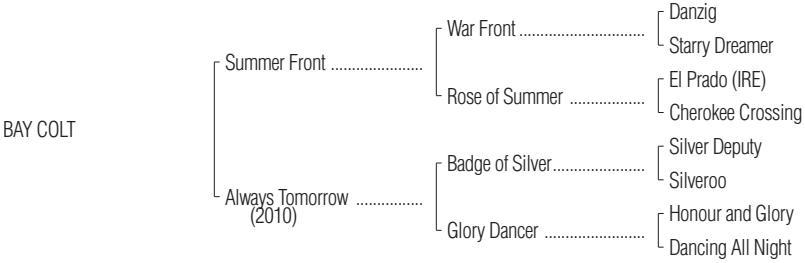 Danzig
War Front ..............................
Starry Dreamer
Summer Front ......................
El Prado (IRE)
Rose of Summer ..................
Cherokee Crossing
BAY COLT
Silver Deputy
Badge of Silver......................
Silveroo
Always Tomorrow ................
(2010)
Honour and Glory
Glory Dancer ........................
Dancing All Night